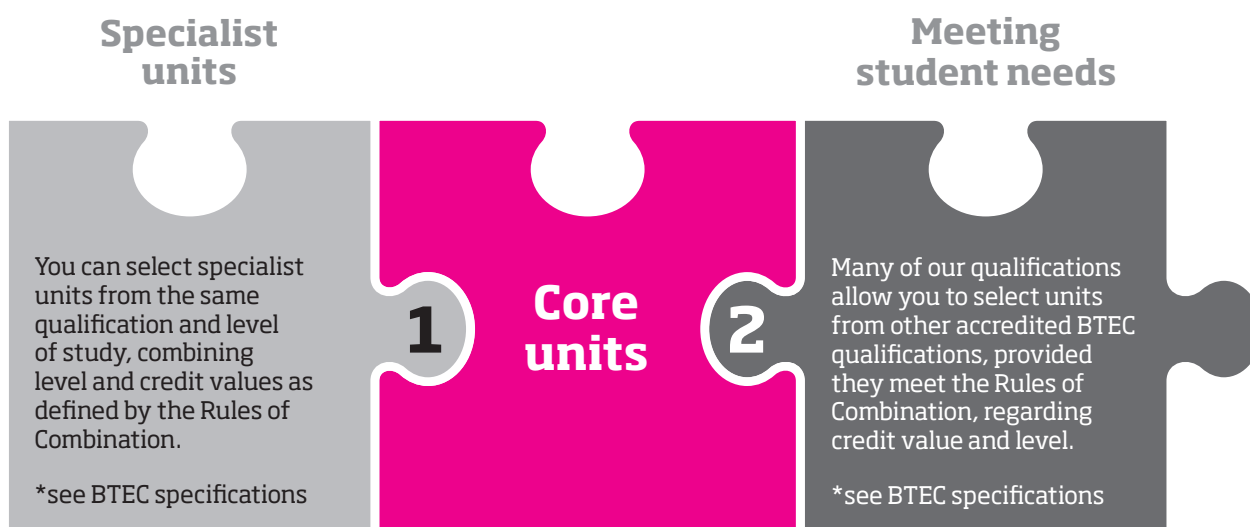 Specialist
units
You can select specialist
units from the same
qualification and level
of study, combining
level and credit values as
defined by the Rules of
Combination.
*see BTEC specifications
1
Core
units
2
Meeting
student needs
Many of our qualifications
allow you to select units
from other accredited BTEC
qualifications, provided
they meet the Rules of
Combination, regarding
credit value and level.
*see BTEC specifications